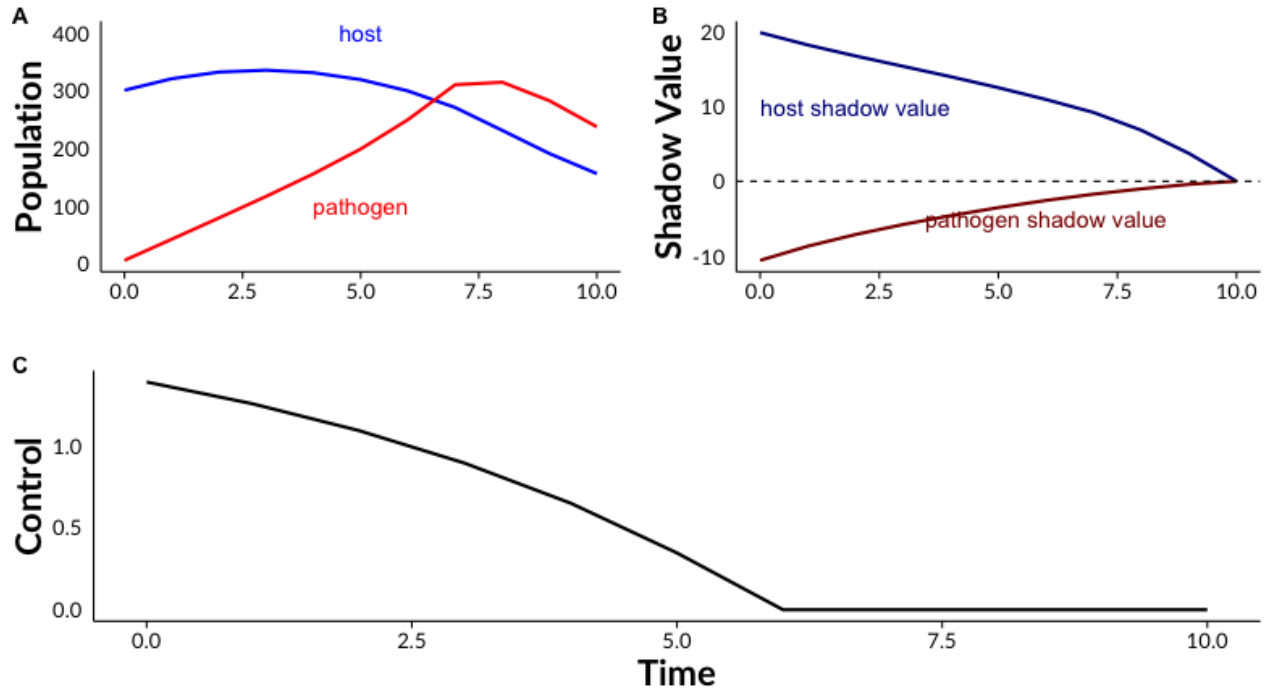 A
Population
400
300
200
100
0
host
pathogen
0.0 2.5 5.0 7.5 10.0
B
Shadow Value
20
10
0
-10
host shadow value
pathogen shadow value
0.0 2.5 5.0 7.5 10.0
C
Control
1.0
0.5
0.0
0.0 2.5 5.0 7.5 10.0
Time